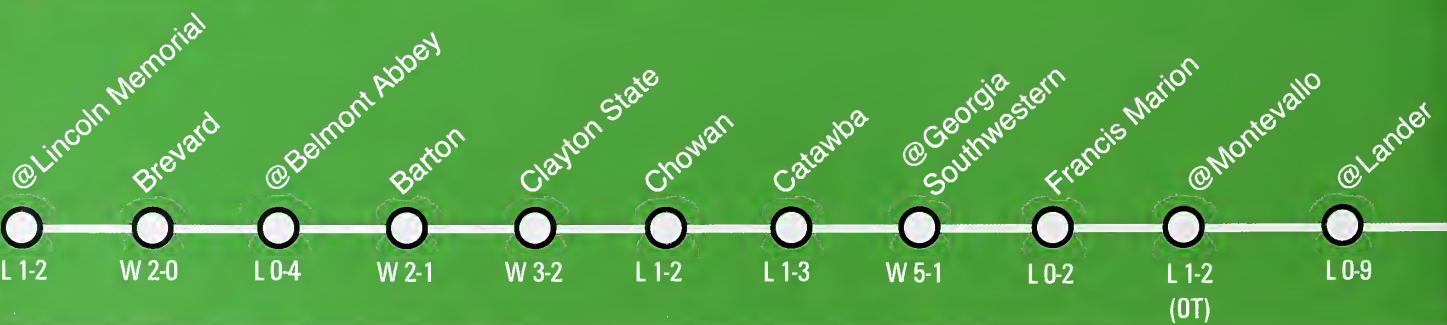 @Lincoln Memorial
L 1-2
Brevard
W 2-0
@Belmont Abbey
L 0-4
Barton
W 2-1
Clayton State
W 3-2
Chowan
L 1-2
Catawba
L 1-3
@Georgia
Southwestern
W 5-1
Francis Marion
L 0-2
@Montevallo
L 1-2
(OT)
@Lander
L 0-9